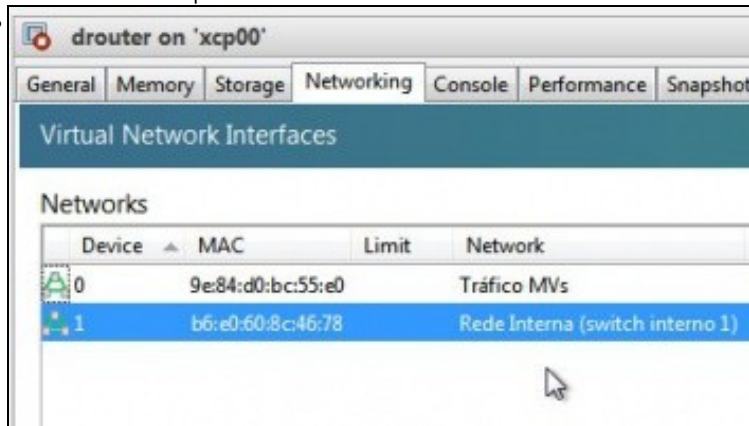 drouter on 'xcp00'
General Memory Storage Networking Console Performance Snapshot
Virtual Network Interfaces
Networks
Device MAC Limit Network
0 9e:84:d0:bc:55:e0 Tráfico MVs
1 b6:e0:60:8c:46:78 Rede Interna (switch interno 1)